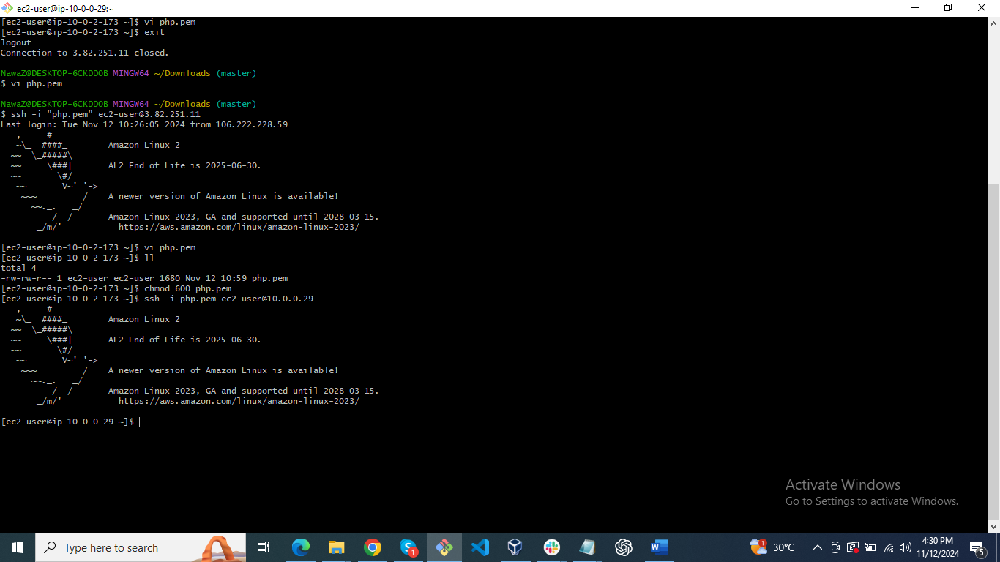 ec2-user@ip-10-0-0-29:~
[ec2-user@ip-10-0-2-173 ~]$ vi php.pem
[ec2-user@ip-10-0-2-173 ~]$ exit
logout
Connection to 3.82.251.11 closed.
NawaZ@DESKTOP-6CKDDOB MINGW64 ~/Downloads (master)
$ vi php.pem
NawaZ@DESKTOP-6CKDDOB MINGW64 ~/Downloads (master)
$ ssh -i "php.pem" ec2-user@3.82.251.11
Last login: Tue Nov 12 10:26:05 2024 from 106.222.228.59
   ,     #_
   ~\_  ####_        Amazon Linux 2
  ~~  \_#####\
  ~~     \###|       AL2 End of Life is 2025-06-30.
  ~~       \#/ ___
   ~~       V~' '->
    ~~~         /    A newer version of Amazon Linux is available!
      ~~._.   _/
         _/ _/       Amazon Linux 2023, GA and supported until 2028-03-15.
       _/m/'           https://aws.amazon.com/linux/amazon-linux-2023/
[ec2-user@ip-10-0-2-173 ~]$ vi php.pem
[ec2-user@ip-10-0-2-173 ~]$ ll
total 4
-rw-rw-r-- 1 ec2-user ec2-user 1680 Nov 12 10:59 php.pem
[ec2-user@ip-10-0-2-173 ~]$ chmod 600 php.pem
[ec2-user@ip-10-0-2-173 ~]$ ssh -i php.pem ec2-user@10.0.0.29
   ,     #_
   ~\_  ####_        Amazon Linux 2
  ~~  \_#####\
  ~~     \###|       AL2 End of Life is 2025-06-30.
  ~~       \#/ ___
   ~~       V~' '->
    ~~~         /    A newer version of Amazon Linux is available!
      ~~._.   _/
         _/ _/       Amazon Linux 2023, GA and supported until 2028-03-15.
       _/m/'           https://aws.amazon.com/linux/amazon-linux-2023/
[ec2-user@ip-10-0-0-29 ~]$
Activate Windows
Go to Settings to activate Windows.
Type here to search
1
W
1
30°C
4:30 PM
11/12/2024
5